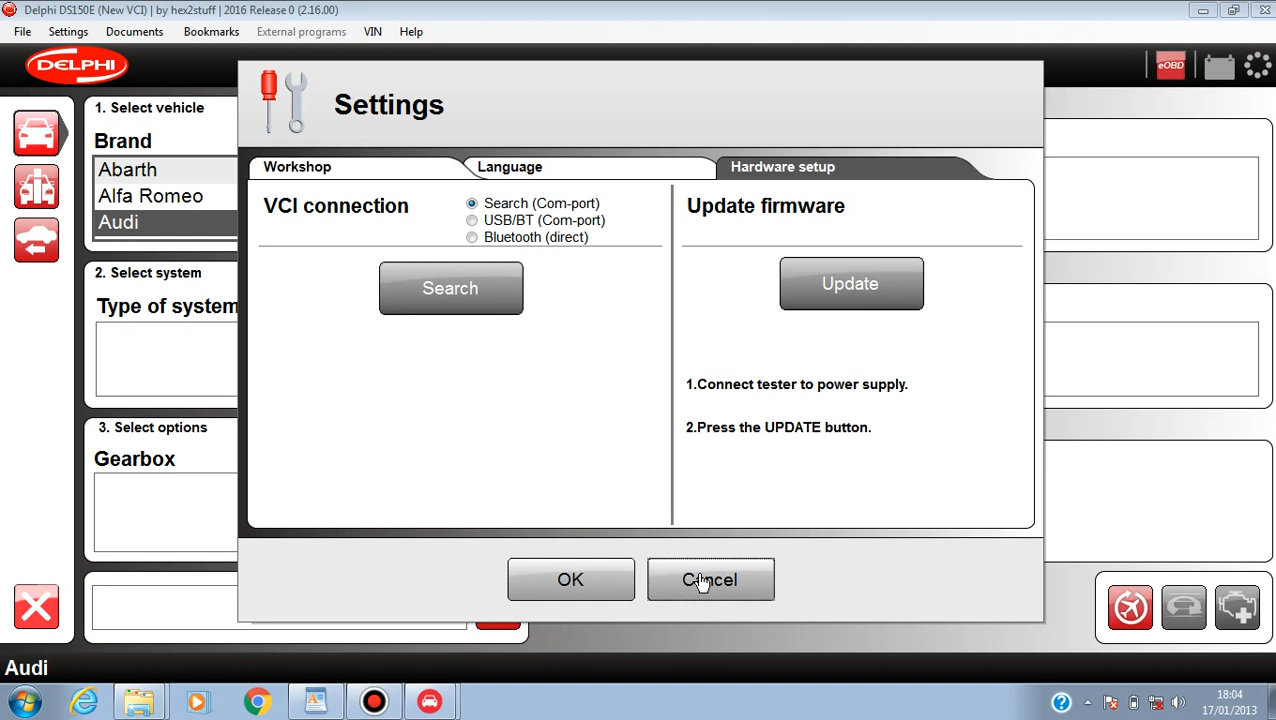 Delphi DS150E (New VCI) | by hex2stuff | 2016 Release 0 (2.16.00)
File Settings Documents Bookmarks External programs VIN Help
DELPHI
eOBD
1. Select vehicle
Brand
Abarth
Alfa Romeo
Audi
2. Select system
Type of system
3. Select options
Gearbox
Settings
Workshop Language Hardware setup
VCI connection
Search (Com-port)
USB/BT (Com-port)
Bluetooth (direct)
Search
Update firmware
Update
1.Connect tester to power supply.
2.Press the UPDATE button.
OK Cancel
Audi
18:04
17/01/2013